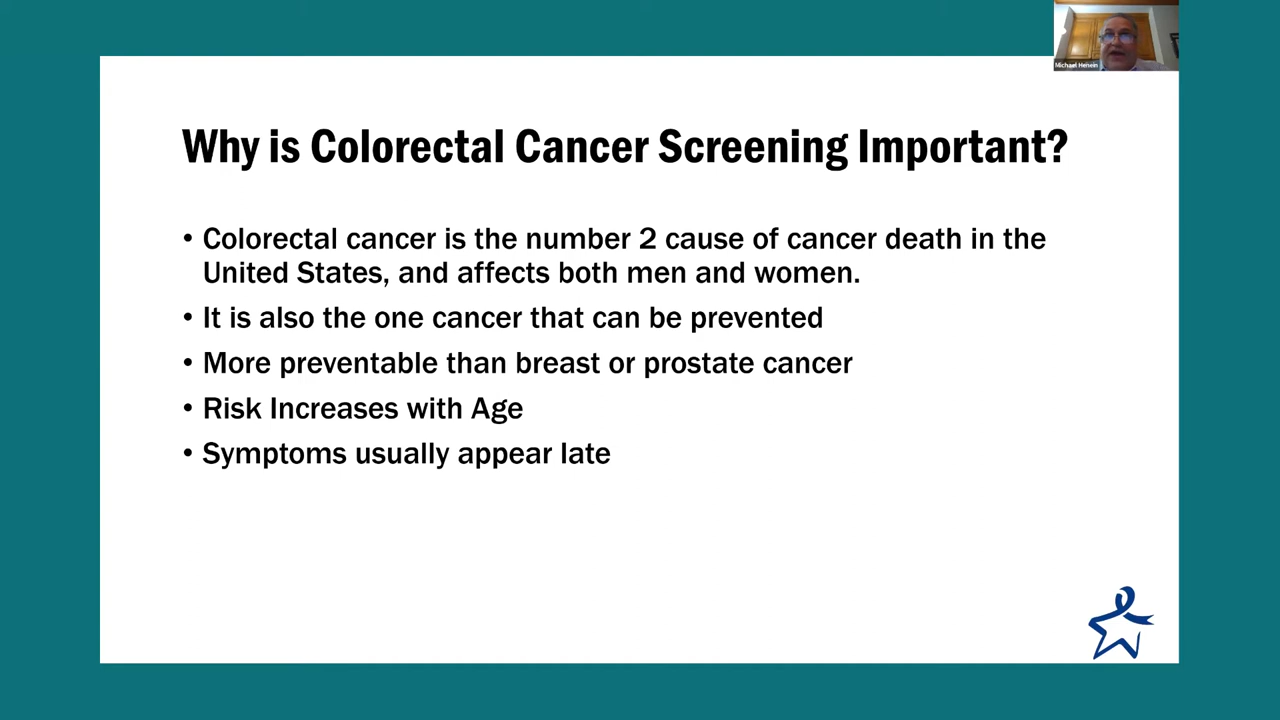 Michael Henein
Why is Colorectal Cancer Screening Important?
• Colorectal cancer is the number 2 cause of cancer death in the
United States, and affects both men and women.
• It is also the one cancer that can be prevented
• More preventable than breast or prostate cancer
• Risk Increases with Age
• Symptoms usually appear late